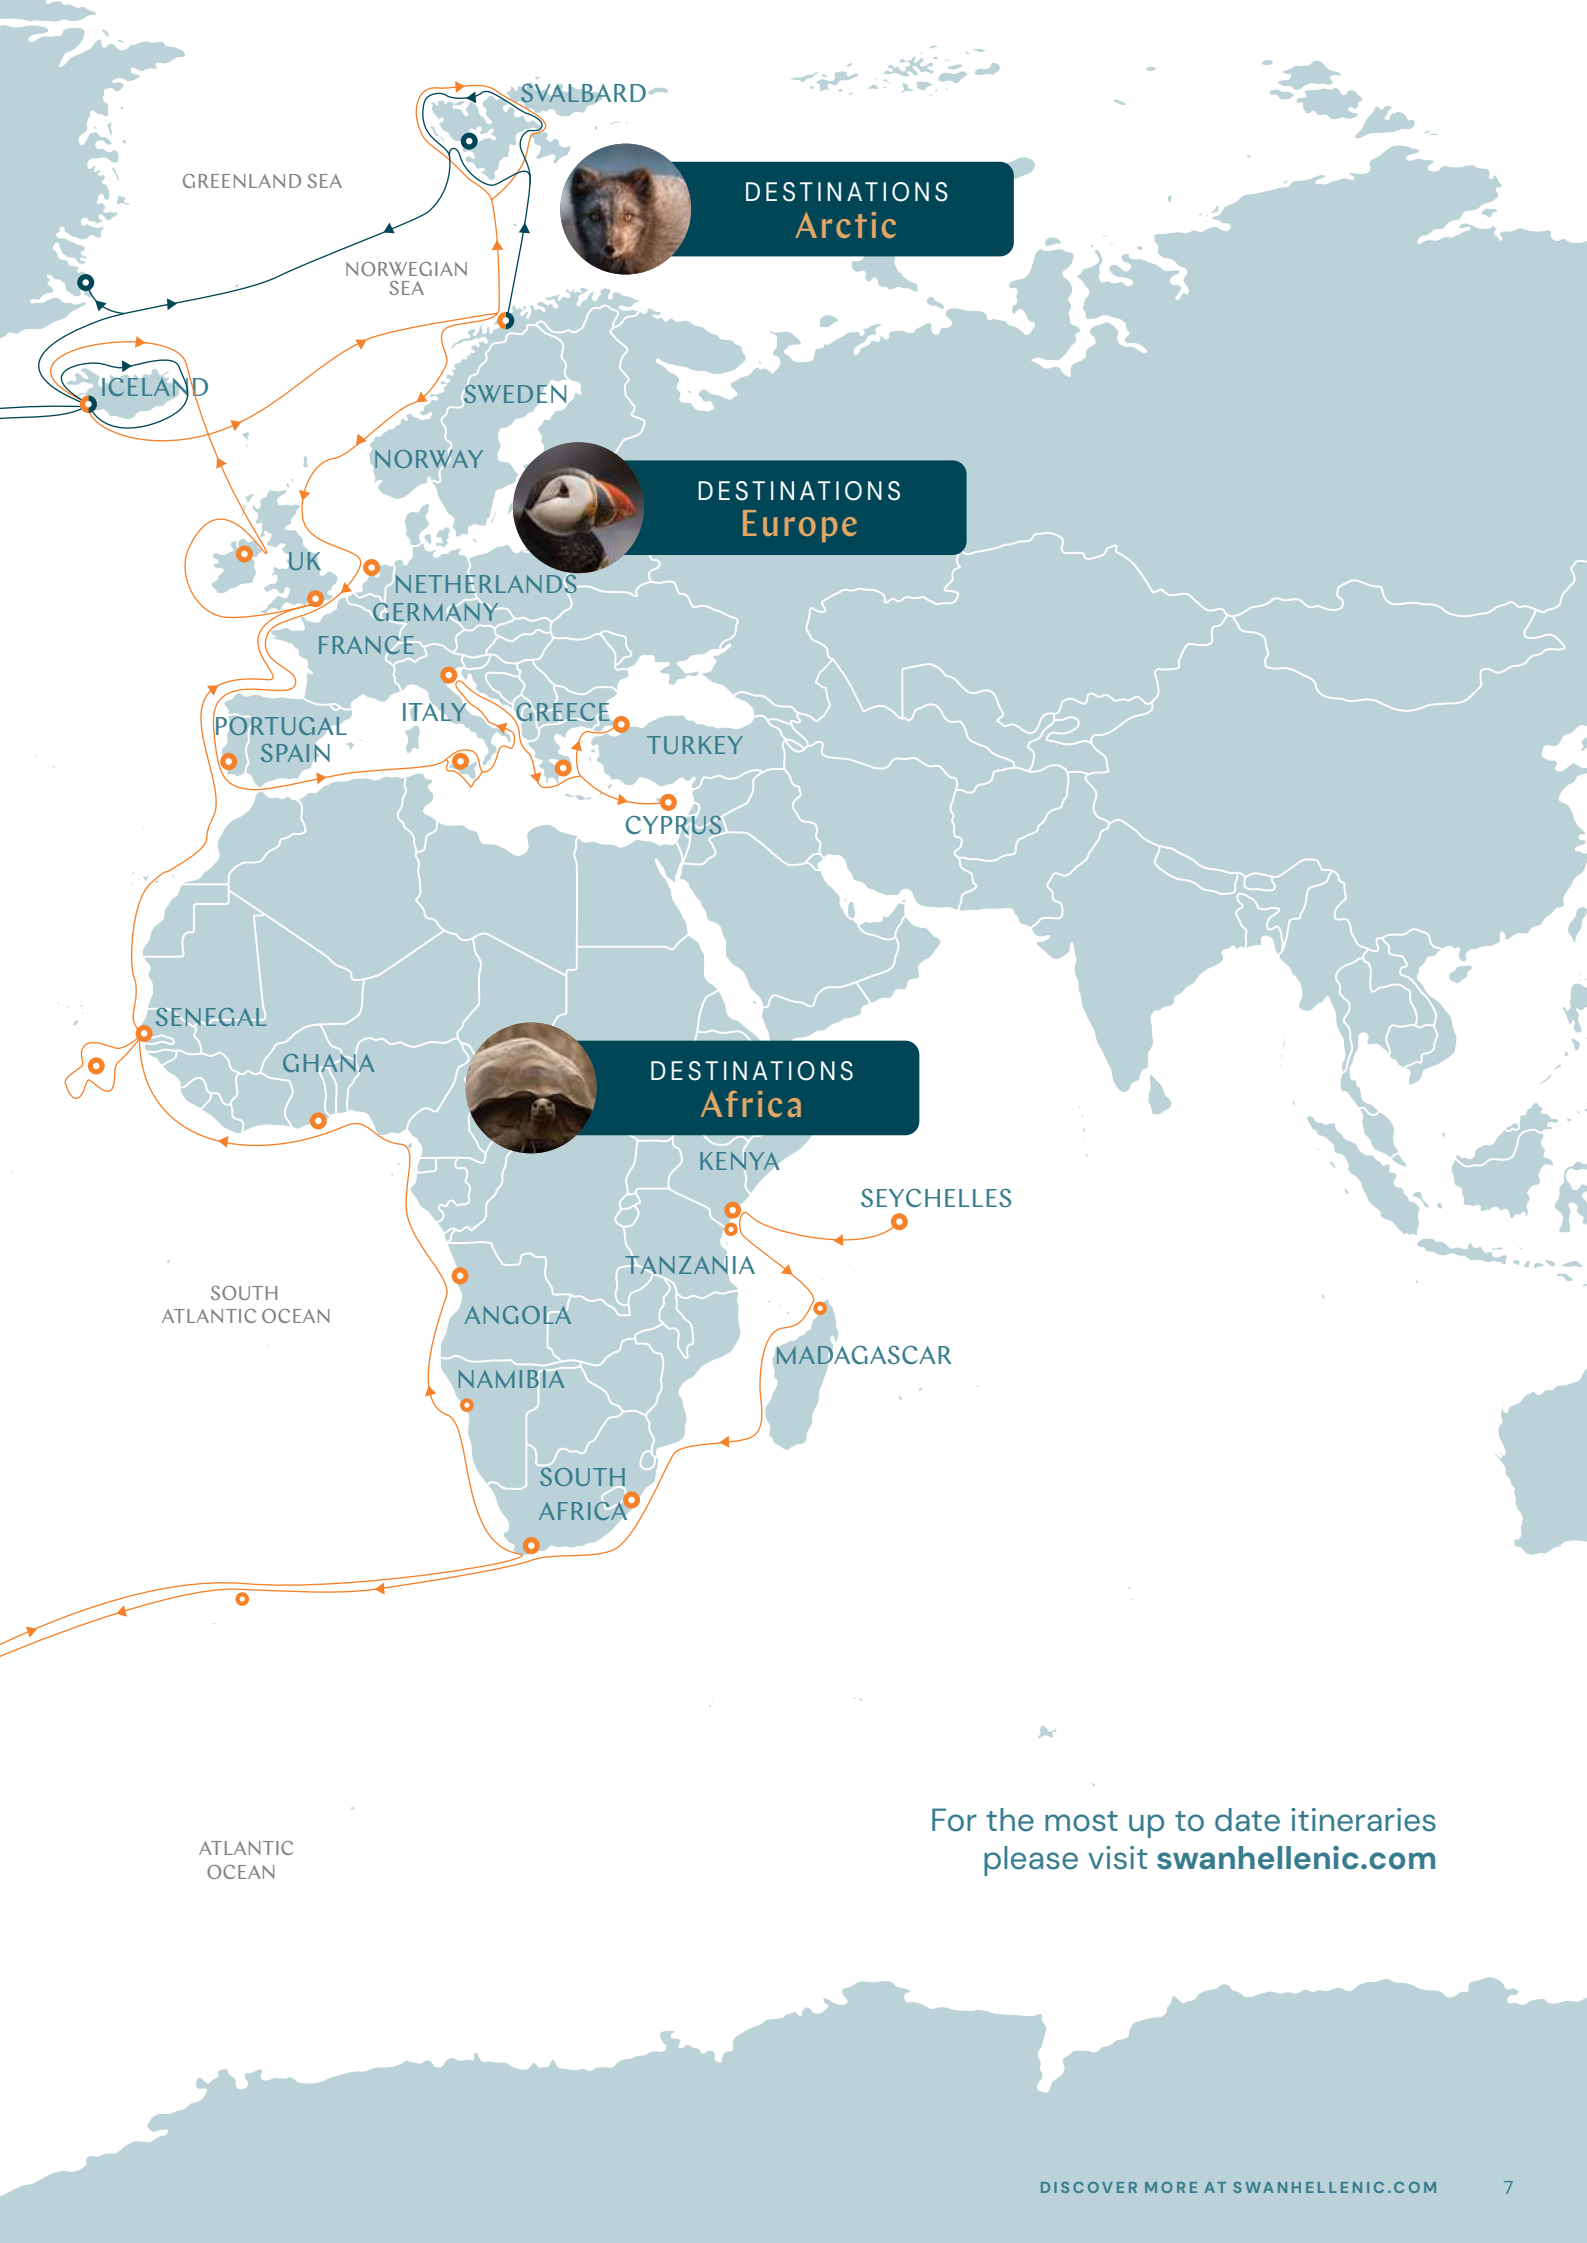 SVALBARD
GREENLAND SEA
DESTINATIONS
Arctic
NORWEGIAN
SEA
ICELAND
SWEDEN
NORWAY
DESTINATIONS
Europe
UK
NETHERLANDS
GERMANY
FRANCE
ITALY
GREECE
PORTUGAL
SPAIN
TURKEY
CYPRUS
SENEGAL
GHANA
DESTINATIONS
Africa
KENYA
SEYCHELLES
TANZANIA
SOUTH
ATLANTIC OCEAN
ANGOLA
MADAGASCAR
NAMIBIA
SOUTH
AFRICA
For the most up to date itineraries
please visit swanhellenic.com
ATLANTIC
OCEAN
DISCOVER MORE AT SWANHELLENIC.COM
7